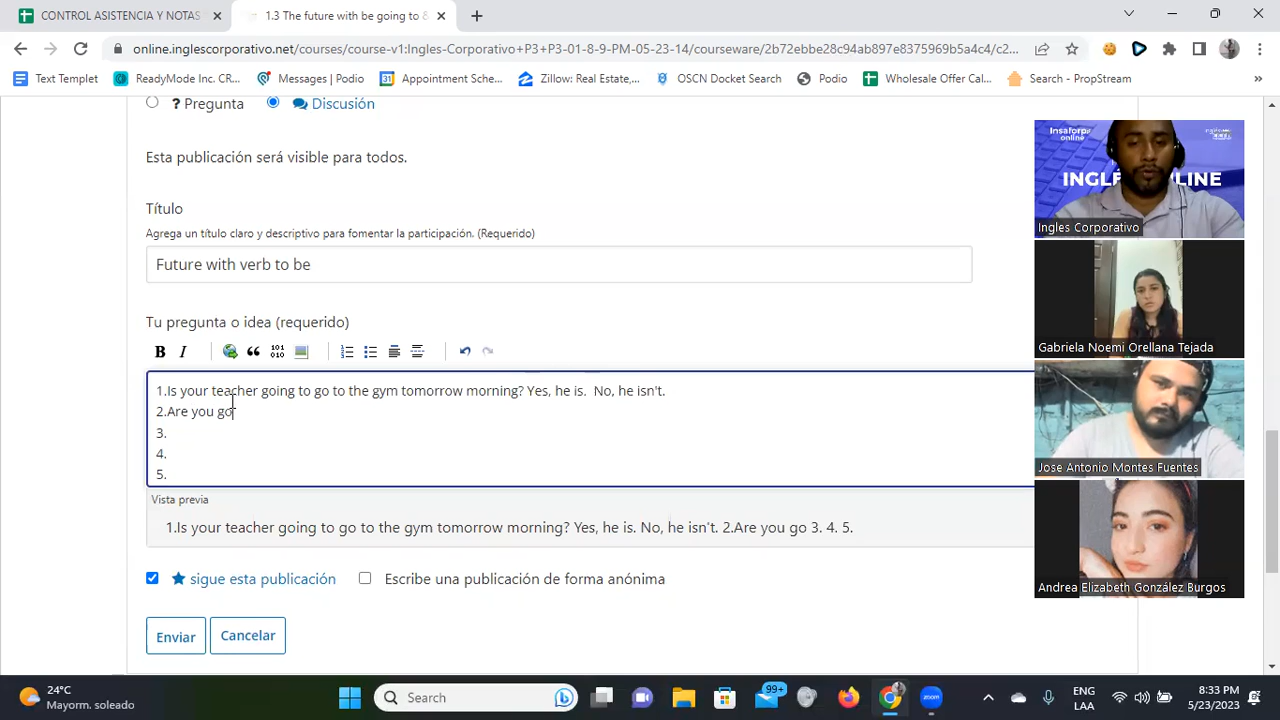 CONTROL ASISTENCIA Y NOTAS
1.3 The future with be going to &
online.inglescorporativo.net/courses/course-v1:Ingles-Corporativo+P3+P3-01-8-9-PM-05-23-14/courseware/2b72ebbe28c94ab897e8375969b5a4c4/c2...
Text Templet
ReadyMode Inc. CR...
Messages | Podio
Appointment Sche...
Zillow: Real Estate,...
OSCN Docket Search
Podio
Wholesale Offer Cal...
Search - PropStream
»
? Pregunta
Discusión
Esta publicación será visible para todos.
Título
Agrega un título claro y descriptivo para fomentar la participación. (Requerido)
Future with verb to be
Tu pregunta o idea (requerido)
B I
1.Is your teacher going to go to the gym tomorrow morning? Yes, he is.  No, he isn't.
2.Are you go
3.
4.
5.
Vista previa
1.Is your teacher going to go to the gym tomorrow morning? Yes, he is. No, he isn't. 2.Are you go 3. 4. 5.
sigue esta publicación
Escribe una publicación de forma anónima
Enviar
Cancelar
online
Ingles Corporativo
Gabriela Noemi Orellana Tejada
Jose Antonio Montes Fuentes
Andrea Elizabeth González Burgos
24°C
Mayorm. soleado
Search
99+
ENG
LAA
8:33 PM
5/23/2023